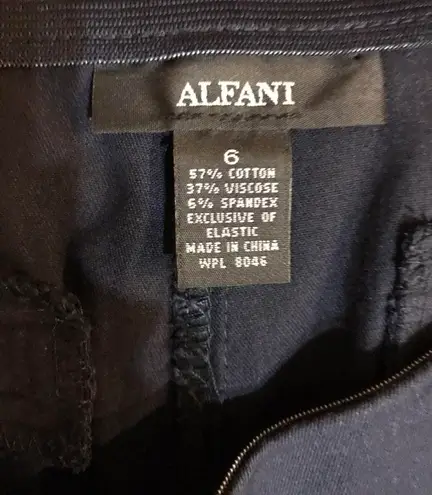 ALFANI
6
57% COTTON
37% VISCOSE
6% SPANDEX
EXCLUSIVE OF
ELASTIC
MADE IN CHINA
WPL 8046